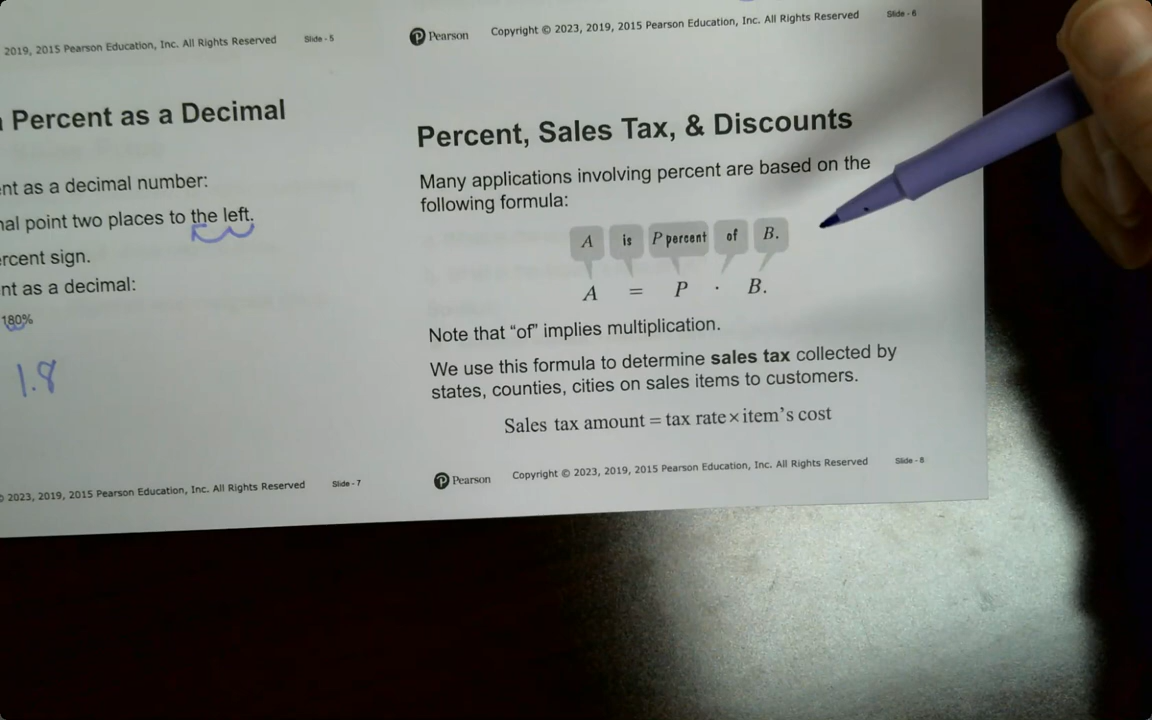 2019, 2015 Pearson Education, Inc. All Rights Reserved Slide - 5
Percent as a Decimal
nt as a decimal number:
nal point two places to the left.
rcent sign.
nt as a decimal:
180%
1.8
2023, 2019, 2015 Pearson Education, Inc. All Rights Reserved Slide - 7
Pearson Copyright © 2023, 2019, 2015 Pearson Education, Inc. All Rights Reserved Slide - 6
Percent, Sales Tax, & Discounts
Many applications involving percent are based on the
following formula:
A is P percent of B.
A = P · B.
Note that “of” implies multiplication.
We use this formula to determine sales tax collected by
states, counties, cities on sales items to customers.
Sales tax amount = tax rate × item’s cost
Pearson Copyright © 2023, 2019, 2015 Pearson Education, Inc. All Rights Reserved Slide - 8